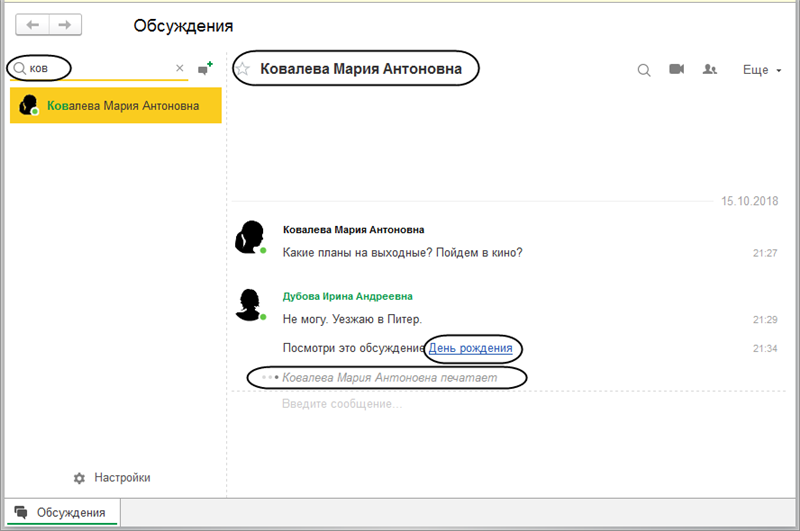 Обсуждения
ков
Ковалева Мария Антоновна
Ковалева Мария Антоновна
Еще
15.10.2018
Ковалева Мария Антоновна
Какие планы на выходные? Пойдем в кино? 21:27
Дубова Ирина Андреевна
Не могу. Уезжаю в Питер. 21:29
Посмотри это обсуждение День рождения 21:34
Ковалева Мария Антоновна печатает
Введите сообщение...
Настройки
Обсуждения